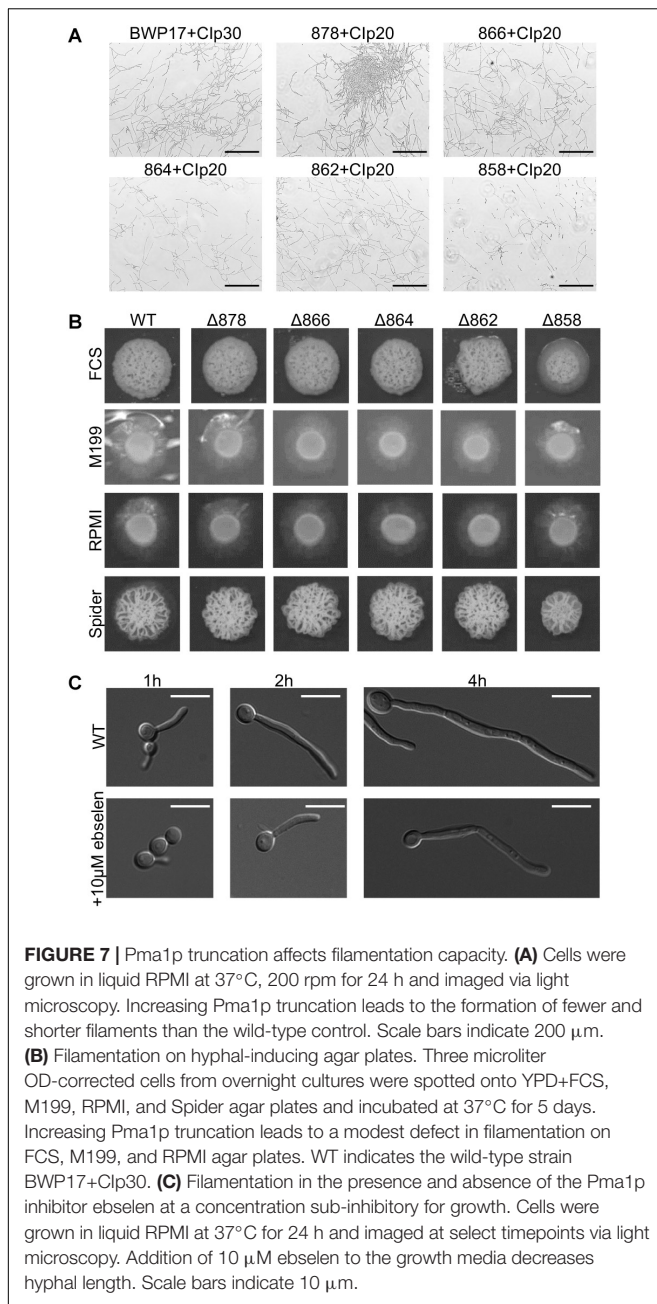 A
BWP17+CIp30 878+CIp20 866+CIp20
864+CIp20 862+CIp20 858+CIp20
B
WT Δ878 Δ866 Δ864 Δ862 Δ858
FCS
M199
RPMI
Spider
C
1h 2h 4h
WT
+10µM ebselen
FIGURE 7 | Pma1p truncation affects filamentation capacity. (A) Cells were
grown in liquid RPMI at 37°C, 200 rpm for 24 h and imaged via light
microscopy. Increasing Pma1p truncation leads to the formation of fewer and
shorter filaments than the wild-type control. Scale bars indicate 200 µm.
(B) Filamentation on hyphal-inducing agar plates. Three microliter
OD-corrected cells from overnight cultures were spotted onto YPD+FCS,
M199, RPMI, and Spider agar plates and incubated at 37°C for 5 days.
Increasing Pma1p truncation leads to a modest defect in filamentation on
FCS, M199, and RPMI agar plates. WT indicates the wild-type strain
BWP17+CIp30. (C) Filamentation in the presence and absence of the Pma1p
inhibitor ebselen at a concentration sub-inhibitory for growth. Cells were
grown in liquid RPMI at 37°C for 24 h and imaged at select timepoints via light
microscopy. Addition of 10 µM ebselen to the growth media decreases
hyphal length. Scale bars indicate 10 µm.